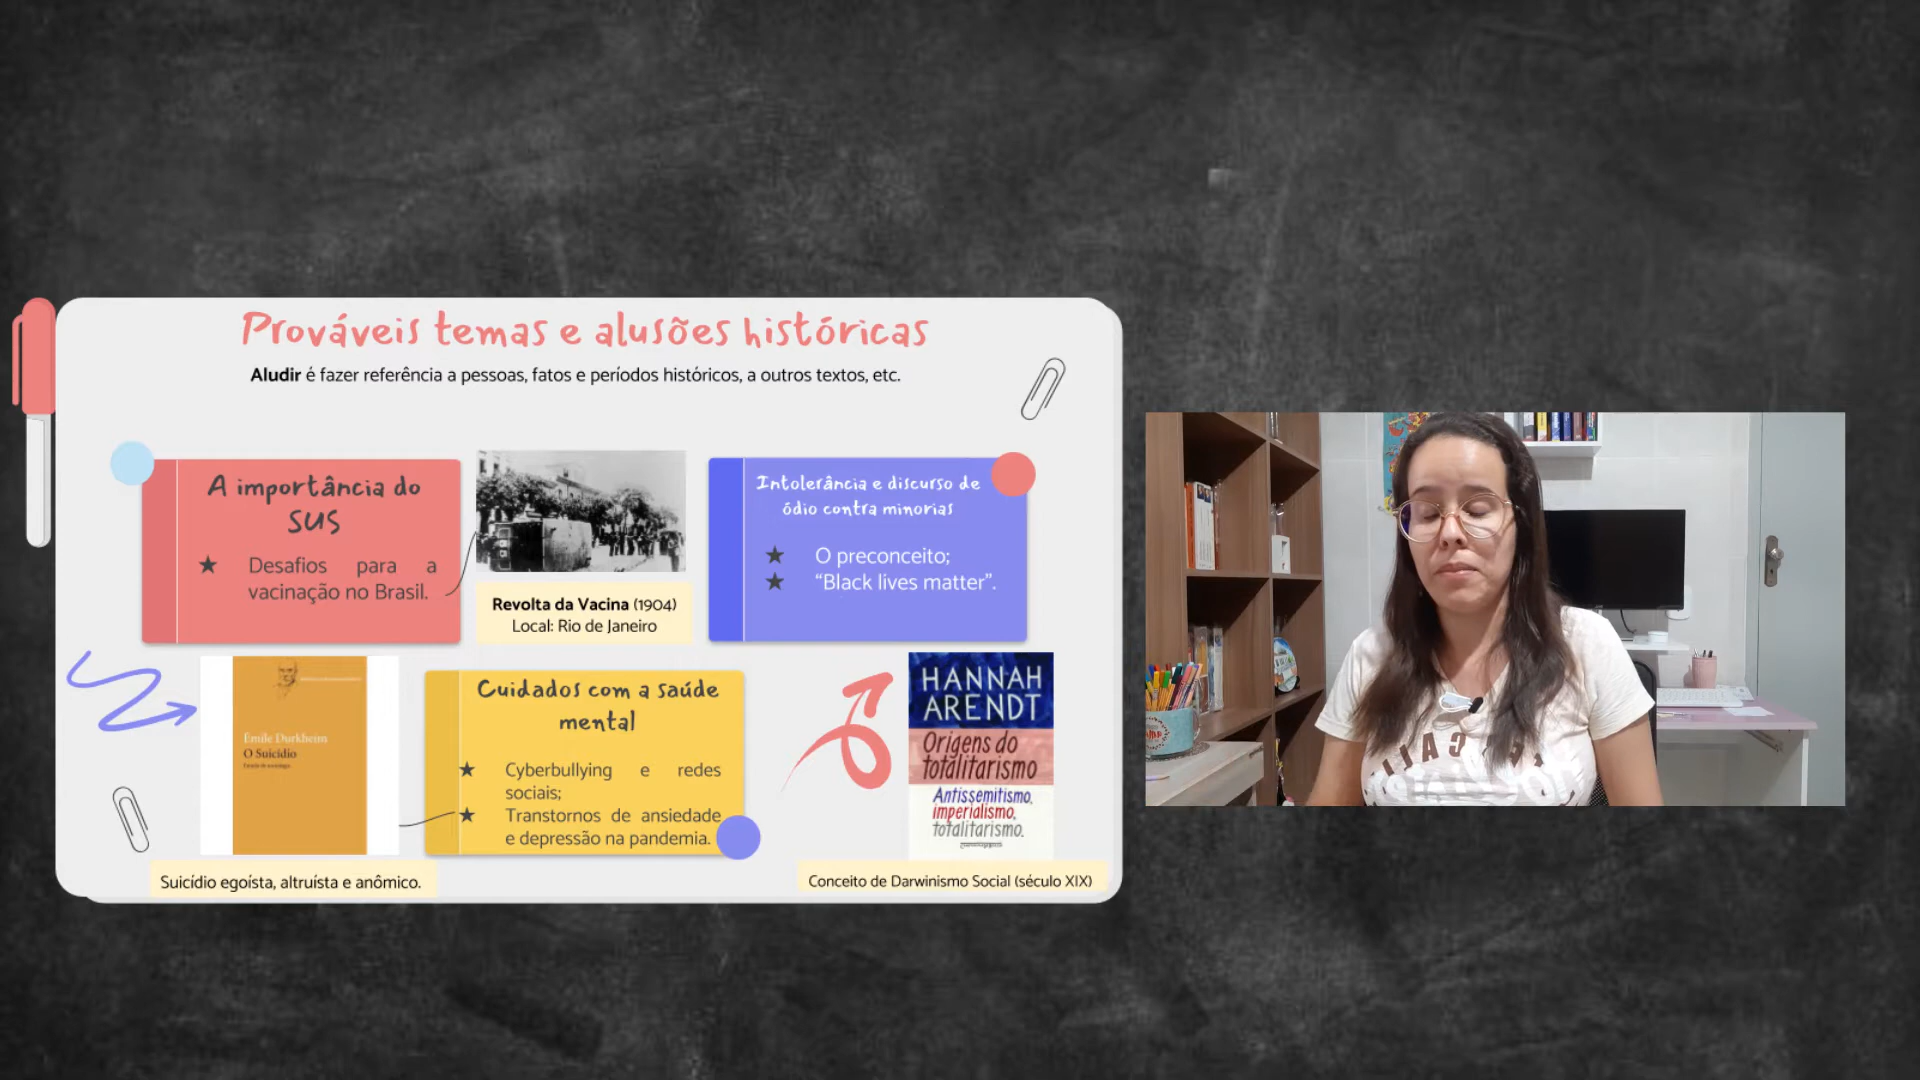 Prováveis temas e alusões históricas
Aludir é fazer referência a pessoas, fatos e períodos históricos, a outros textos, etc.
A importância do
SUS
★ Desafios para a
vacinação no Brasil.
Revolta da Vacina (1904)
Local: Rio de Janeiro
Intolerância e discurso de
ódio contra minorias
★ O preconceito;
★ “Black lives matter”.
Émile Durkheim
O Suicídio
Suicídio egoísta, altruísta e anômico.
Cuidados com a saúde
mental
★ Cyberbullying e redes
sociais;
★ Transtornos de ansiedade
e depressão na pandemia.
HANNAH
ARENDT
Origens do
totalitarismo
Antissemitismo,
imperialismo,
totalitarismo.
Conceito de Darwinismo Social (século XIX)